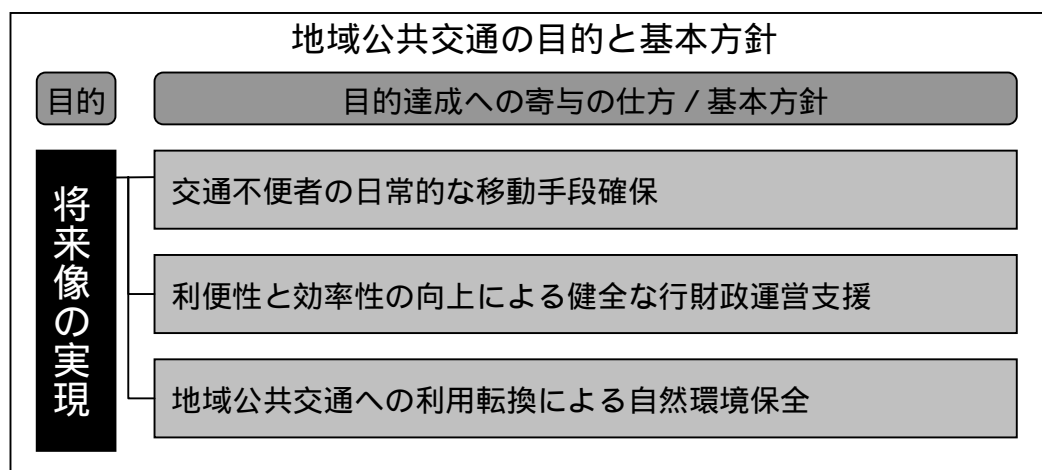 地域公共交通の目的と基本方針
目的
目的達成への寄与の仕方 / 基本方針
将来像の実現
交通不便者の日常的な移動手段確保
利便性と効率性の向上による健全な行財政運営支援
地域公共交通への利用転換による自然環境保全